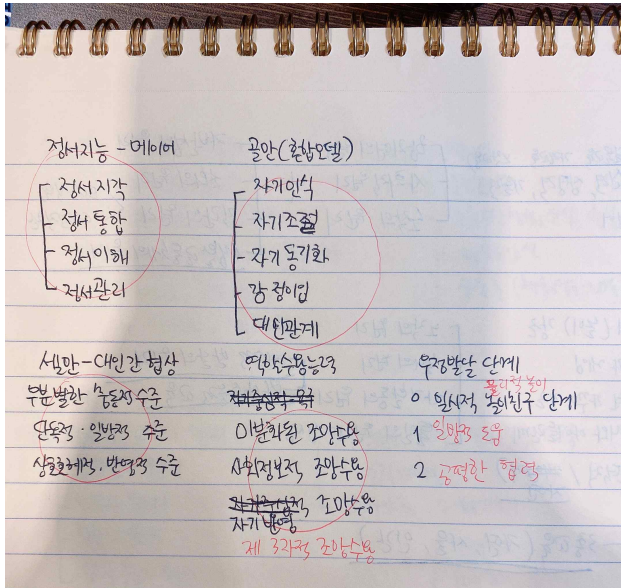 정서지능 - 메이어
정서지각
정서통합
정서이해
정서관리
골만(혼합모델)
자기인식
자기조절
자기동기화
감정이입
대인관계
셀만-대인간협상
미분별한·충동적수준
일방적 수준
상호호혜적·반영적 수준
역할수용능력
미분화된 조망수용
사회정보적 조망수용
자기중심적 조망수용
자기반영
제 3자적 조망수용
우정발달 단계
물리적 놀이
0 일시적 놀이친구 단계
1 일방적 도움
2 공평한 협력